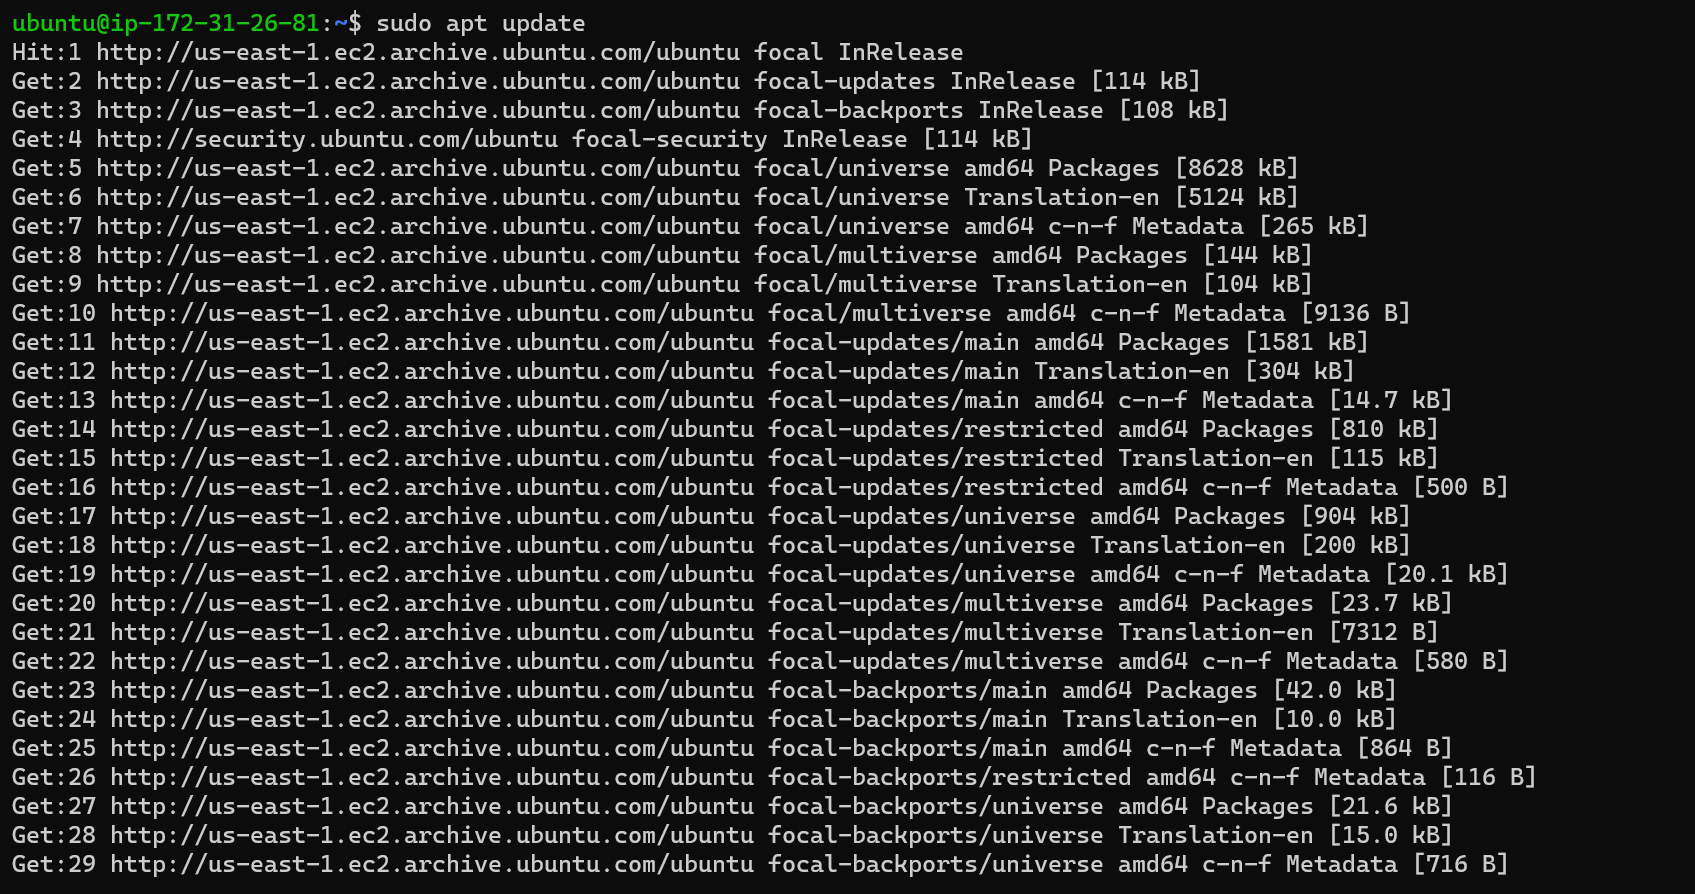 ubuntu@ip-172-31-26-81:~$ sudo apt update
Hit:1 http://us-east-1.ec2.archive.ubuntu.com/ubuntu focal InRelease
Get:2 http://us-east-1.ec2.archive.ubuntu.com/ubuntu focal-updates InRelease [114 kB]
Get:3 http://us-east-1.ec2.archive.ubuntu.com/ubuntu focal-backports InRelease [108 kB]
Get:4 http://security.ubuntu.com/ubuntu focal-security InRelease [114 kB]
Get:5 http://us-east-1.ec2.archive.ubuntu.com/ubuntu focal/universe amd64 Packages [8628 kB]
Get:6 http://us-east-1.ec2.archive.ubuntu.com/ubuntu focal/universe Translation-en [5124 kB]
Get:7 http://us-east-1.ec2.archive.ubuntu.com/ubuntu focal/universe amd64 c-n-f Metadata [265 kB]
Get:8 http://us-east-1.ec2.archive.ubuntu.com/ubuntu focal/multiverse amd64 Packages [144 kB]
Get:9 http://us-east-1.ec2.archive.ubuntu.com/ubuntu focal/multiverse Translation-en [104 kB]
Get:10 http://us-east-1.ec2.archive.ubuntu.com/ubuntu focal/multiverse amd64 c-n-f Metadata [9136 B]
Get:11 http://us-east-1.ec2.archive.ubuntu.com/ubuntu focal-updates/main amd64 Packages [1581 kB]
Get:12 http://us-east-1.ec2.archive.ubuntu.com/ubuntu focal-updates/main Translation-en [304 kB]
Get:13 http://us-east-1.ec2.archive.ubuntu.com/ubuntu focal-updates/main amd64 c-n-f Metadata [14.7 kB]
Get:14 http://us-east-1.ec2.archive.ubuntu.com/ubuntu focal-updates/restricted amd64 Packages [810 kB]
Get:15 http://us-east-1.ec2.archive.ubuntu.com/ubuntu focal-updates/restricted Translation-en [115 kB]
Get:16 http://us-east-1.ec2.archive.ubuntu.com/ubuntu focal-updates/restricted amd64 c-n-f Metadata [500 B]
Get:17 http://us-east-1.ec2.archive.ubuntu.com/ubuntu focal-updates/universe amd64 Packages [904 kB]
Get:18 http://us-east-1.ec2.archive.ubuntu.com/ubuntu focal-updates/universe Translation-en [200 kB]
Get:19 http://us-east-1.ec2.archive.ubuntu.com/ubuntu focal-updates/universe amd64 c-n-f Metadata [20.1 kB]
Get:20 http://us-east-1.ec2.archive.ubuntu.com/ubuntu focal-updates/multiverse amd64 Packages [23.7 kB]
Get:21 http://us-east-1.ec2.archive.ubuntu.com/ubuntu focal-updates/multiverse Translation-en [7312 B]
Get:22 http://us-east-1.ec2.archive.ubuntu.com/ubuntu focal-updates/multiverse amd64 c-n-f Metadata [580 B]
Get:23 http://us-east-1.ec2.archive.ubuntu.com/ubuntu focal-backports/main amd64 Packages [42.0 kB]
Get:24 http://us-east-1.ec2.archive.ubuntu.com/ubuntu focal-backports/main Translation-en [10.0 kB]
Get:25 http://us-east-1.ec2.archive.ubuntu.com/ubuntu focal-backports/main amd64 c-n-f Metadata [864 B]
Get:26 http://us-east-1.ec2.archive.ubuntu.com/ubuntu focal-backports/restricted amd64 c-n-f Metadata [116 B]
Get:27 http://us-east-1.ec2.archive.ubuntu.com/ubuntu focal-backports/universe amd64 Packages [21.6 kB]
Get:28 http://us-east-1.ec2.archive.ubuntu.com/ubuntu focal-backports/universe Translation-en [15.0 kB]
Get:29 http://us-east-1.ec2.archive.ubuntu.com/ubuntu focal-backports/universe amd64 c-n-f Metadata [716 B]